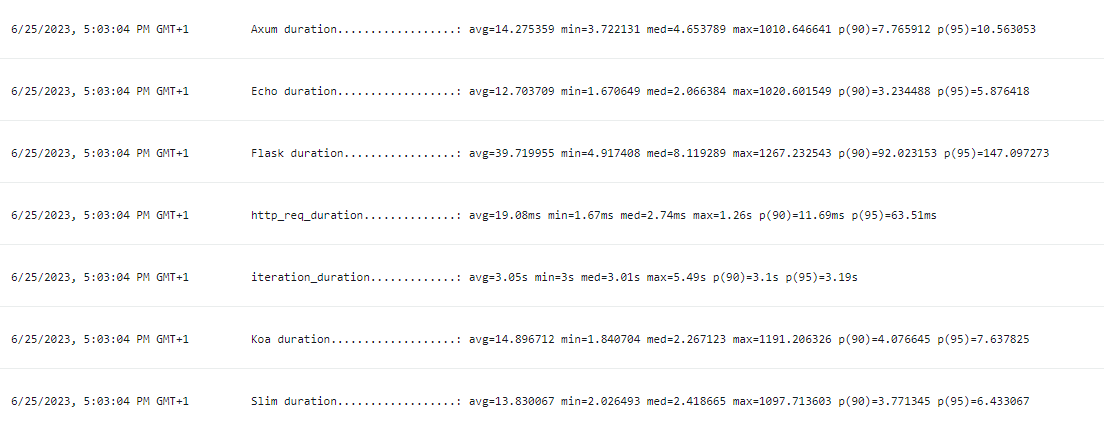 6/25/2023, 5:03:04 PM GMT+1 Axum duration..................: avg=14.275359 min=3.722131 med=4.653789 max=1010.646641 p(90)=7.765912 p(95)=10.563053
6/25/2023, 5:03:04 PM GMT+1 Echo duration..................: avg=12.703709 min=1.670649 med=2.066384 max=1020.601549 p(90)=3.234488 p(95)=5.876418
6/25/2023, 5:03:04 PM GMT+1 Flask duration.................: avg=39.719955 min=4.917408 med=8.119289 max=1267.232543 p(90)=92.023153 p(95)=147.097273
6/25/2023, 5:03:04 PM GMT+1 http_req_duration..............: avg=19.08ms min=1.67ms med=2.74ms max=1.26s p(90)=11.69ms p(95)=63.51ms
6/25/2023, 5:03:04 PM GMT+1 iteration_duration.............: avg=3.05s min=3s med=3.01s max=5.49s p(90)=3.1s p(95)=3.19s
6/25/2023, 5:03:04 PM GMT+1 Koa duration...................: avg=14.896712 min=1.840704 med=2.267123 max=1191.206326 p(90)=4.076645 p(95)=7.637825
6/25/2023, 5:03:04 PM GMT+1 Slim duration..................: avg=13.830067 min=2.026493 med=2.418665 max=1097.713603 p(90)=3.771345 p(95)=6.433067